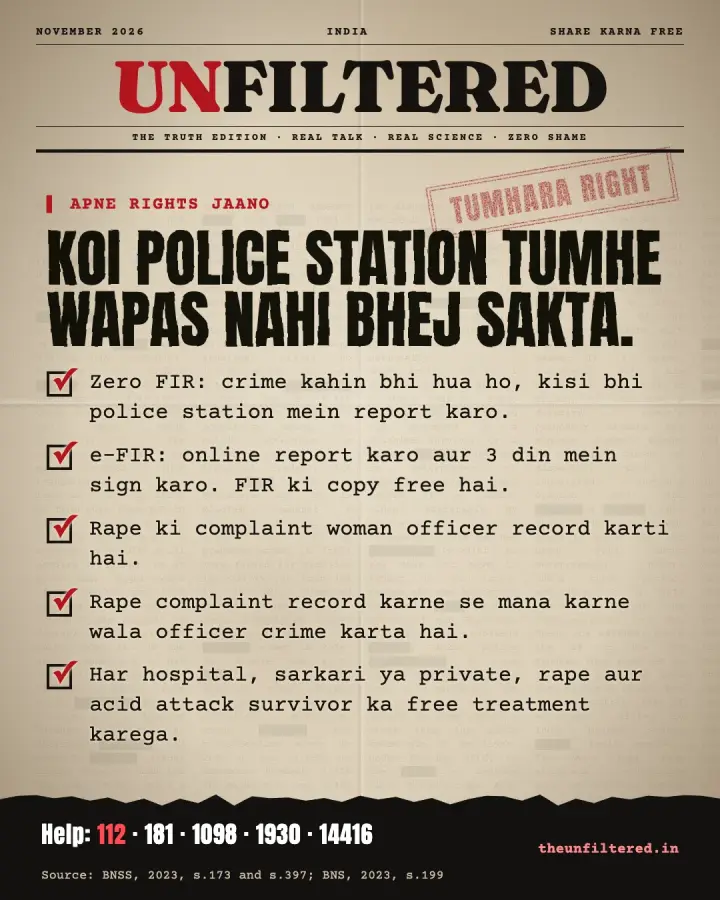 NOVEMBER 2026
INDIA
SHARE KARNA FREE
UNFILTERED
THE TRUTH EDITION · REAL TALK · REAL SCIENCE · ZERO SHAME
TUMHARA RIGHT
APNE RIGHTS JAANO
KOI POLICE STATION TUMHE
WAPAS NAHI BHEJ SAKTA.
Zero FIR: crime kahin bhi hua ho, kisi bhi
police station mein report karo.
e-FIR: online report karo aur 3 din mein
sign karo. FIR ki copy free hai.
Rape ki complaint woman officer record karti
hai.
Rape complaint record karne se mana karne
wala officer crime karta hai.
Har hospital, sarkari ya private, rape aur
acid attack survivor ka free treatment
karega.
Help: 112 · 181 · 1098 · 1930 · 14416
theunfiltered.in
Source: BNSS, 2023, s.173 and s.397; BNS, 2023, s.199